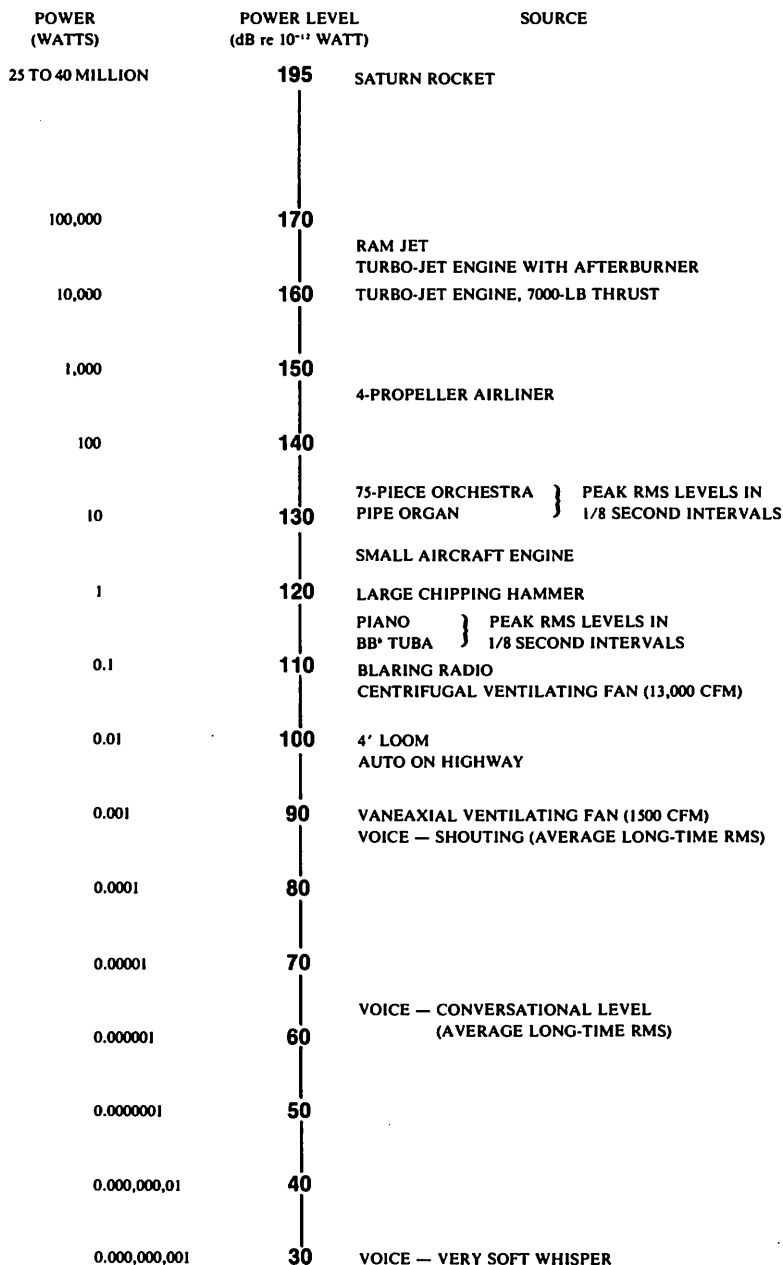 POWER POWER LEVEL SOURCE
(WATTS) (dB re 10⁻¹² WATT)
25 TO 40 MILLION 195 SATURN ROCKET
100,000 170
RAM JET
TURBO-JET ENGINE WITH AFTERBURNER
10,000 160 TURBO-JET ENGINE, 7000-LB THRUST
1,000 150
4-PROPELLER AIRLINER
100 140
75-PIECE ORCHESTRA } PEAK RMS LEVELS IN
10 130 PIPE ORGAN 1/8 SECOND INTERVALS
SMALL AIRCRAFT ENGINE
1 120 LARGE CHIPPING HAMMER
PIANO } PEAK RMS LEVELS IN
BB♭ TUBA 1/8 SECOND INTERVALS
0.1 110 BLARING RADIO
CENTRIFUGAL VENTILATING FAN (13,000 CFM)
0.01 100 4' LOOM
AUTO ON HIGHWAY
0.001 90 VANEAXIAL VENTILATING FAN (1500 CFM)
VOICE — SHOUTING (AVERAGE LONG-TIME RMS)
0.0001 80
0.00001 70
VOICE — CONVERSATIONAL LEVEL
0.000001 60 (AVERAGE LONG-TIME RMS)
0.0000001 50
0.000,000,01 40
0.000,000,001 30 VOICE — VERY SOFT WHISPER